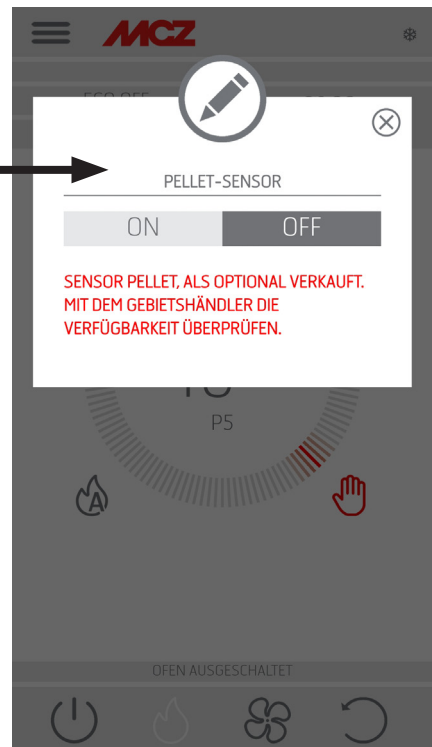 MCZ
PELLET-SENSOR
ON OFF
SENSOR PELLET, ALS OPTIONAL VERKAUFT.
MIT DEM GEBIETSHÄNDLER DIE
VERFÜGBARKEIT ÜBERPRÜFEN.
P5
A
OFEN AUSGESCHALTET